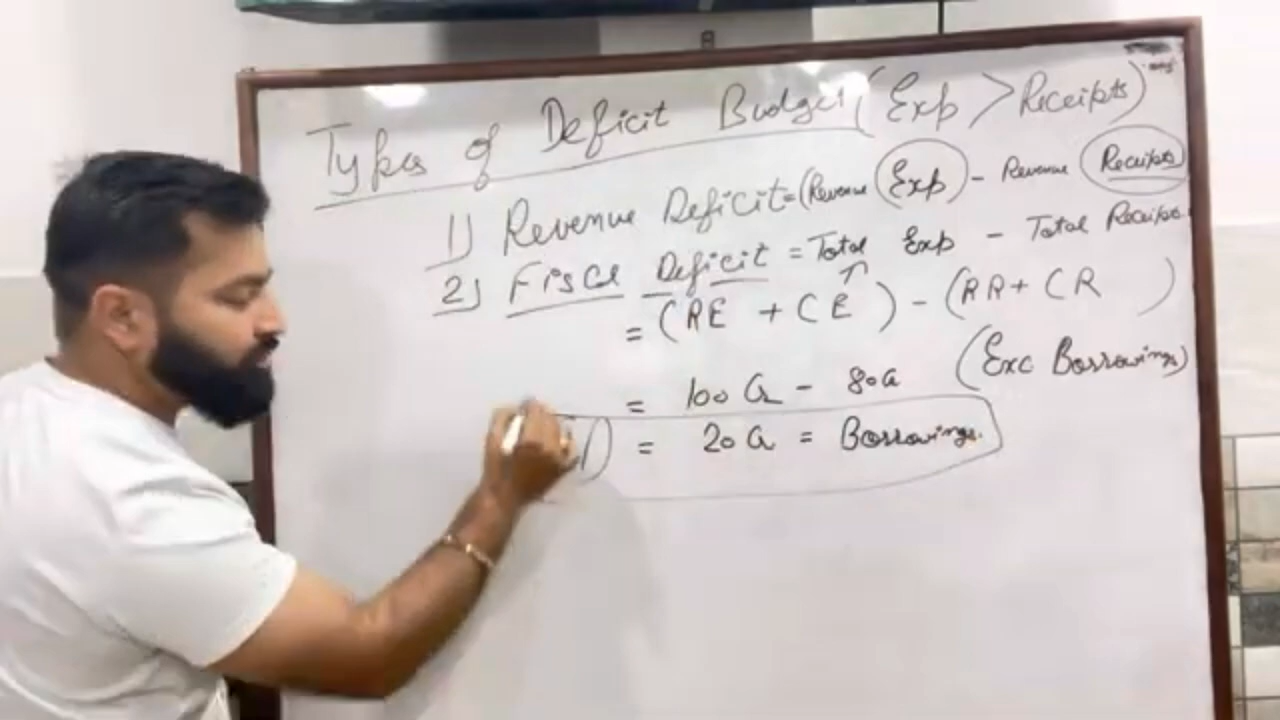 Types of Deficit Budget (Exp > Receipts)
1) Revenue Deficit = (Revenue Exp) - Revenue Receipts
2) Fiscal Deficit = Total Exp - Total Receipts
= (RE + CE) - (RR + CR )
(Exc Borrowings)
= 100 Cr - 80 Cr
= 20 Cr = Borrowings.